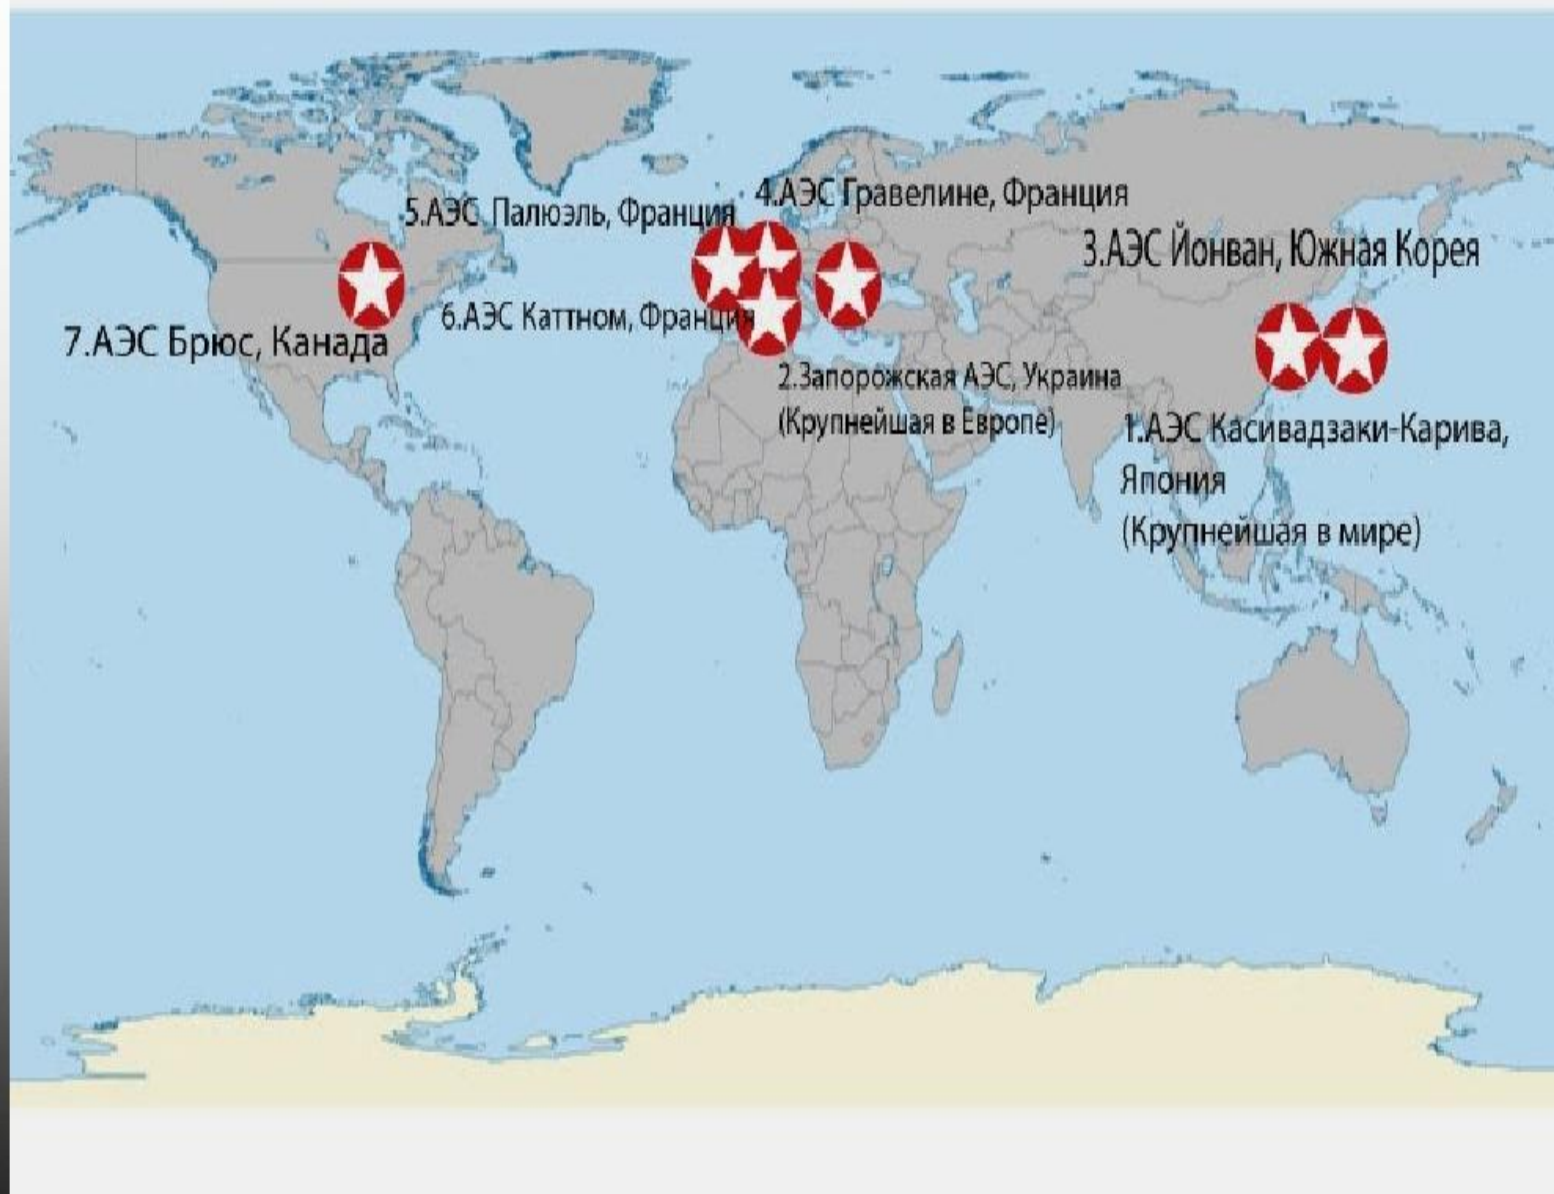 4.АЭС Гравелине, Франция
5.АЭС Палюэль, Франция
3.АЭС Йонван, Южная Корея
6.АЭС Каттном, Франция
7.АЭС Брюс, Канада
2.Запорожская АЭС, Украина
(Крупнейшая в Европе)
1.АЭС Касивадзаки-Карива,
Япония
(Крупнейшая в мире)